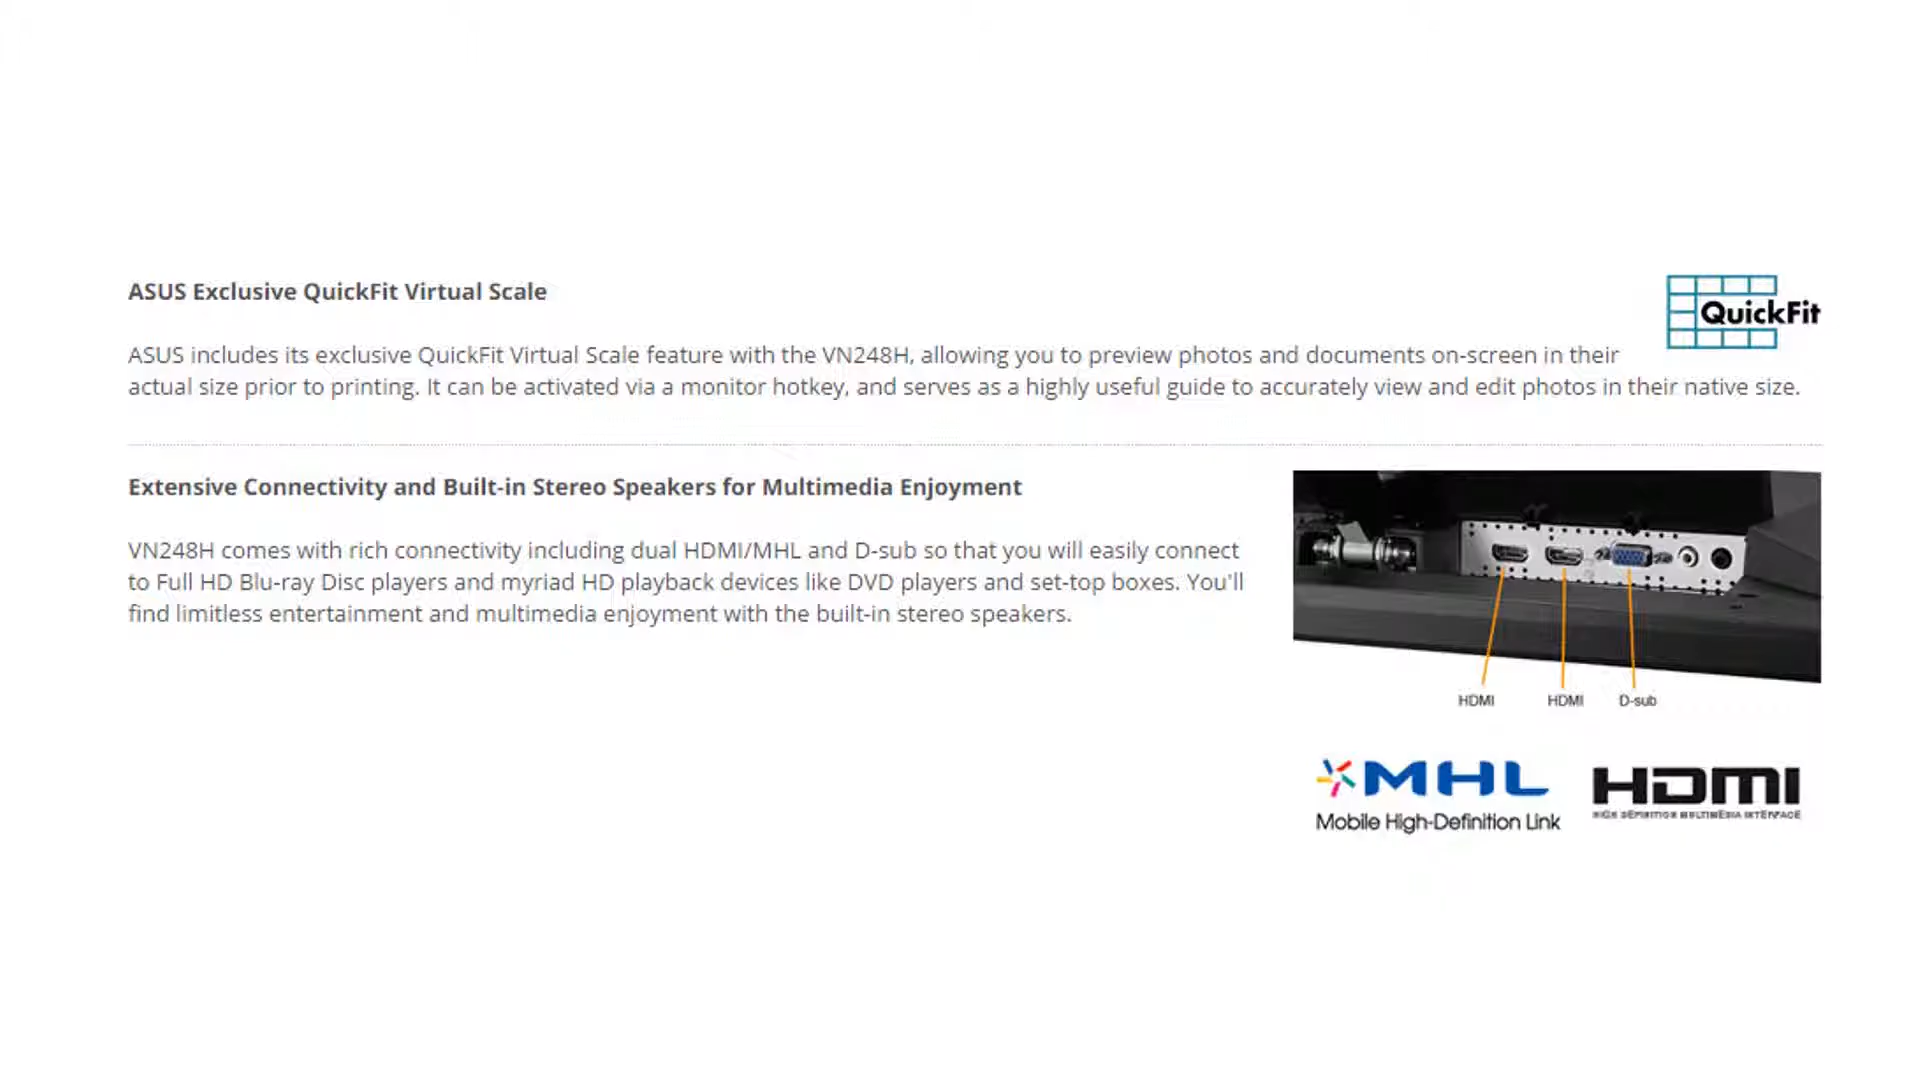 ASUS Exclusive QuickFit Virtual Scale
QuickFit
ASUS includes its exclusive QuickFit Virtual Scale feature with the VN248H, allowing you to preview photos and documents on-screen in their
actual size prior to printing. It can be activated via a monitor hotkey, and serves as a highly useful guide to accurately view and edit photos in their native size.
Extensive Connectivity and Built-in Stereo Speakers for Multimedia Enjoyment
VN248H comes with rich connectivity including dual HDMI/MHL and D-sub so that you will easily connect
to Full HD Blu-ray Disc players and myriad HD playback devices like DVD players and set-top boxes. You'll
find limitless entertainment and multimedia enjoyment with the built-in stereo speakers.
HDMI HDMI D-sub
MHL
Mobile High-Definition Link
HDMI
HIGH DEFINITION MULTIMEDIA INTERFACE